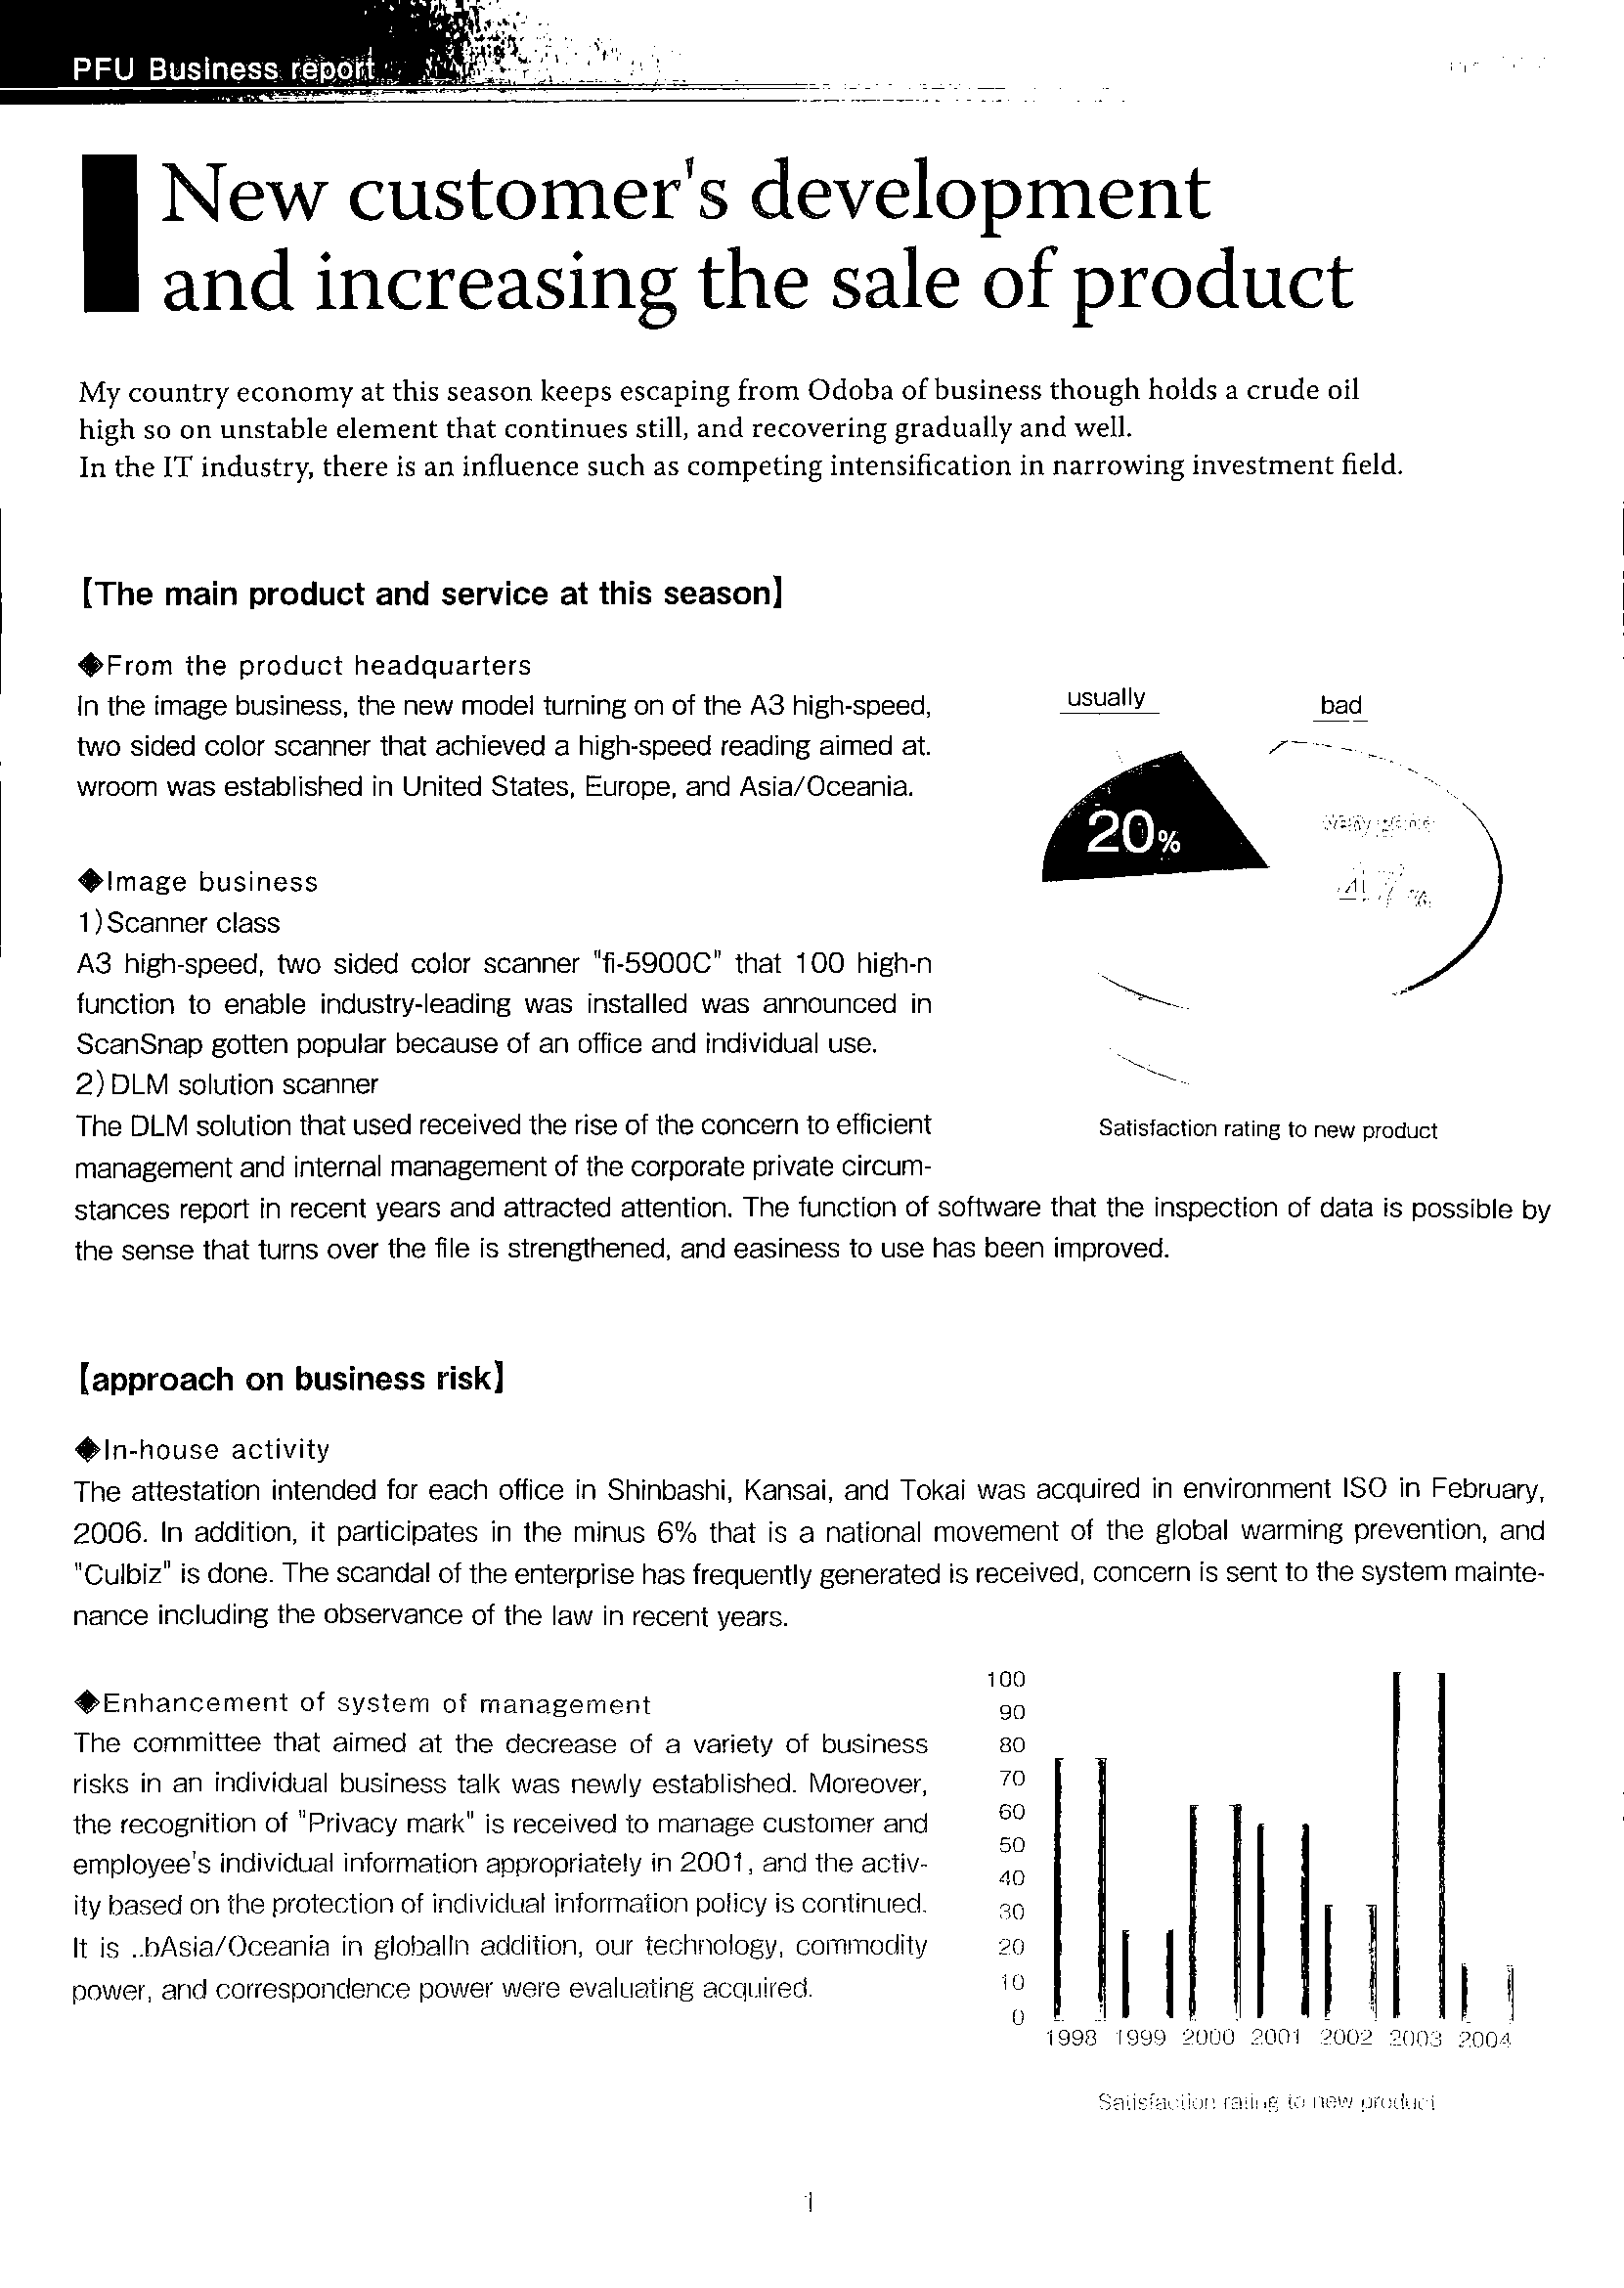 PFU Business report
New customer's development
and increasing the sale of product
My country economy at this season keeps escaping from Odoba of business though holds a crude oil
high so on unstable element that continues still, and recovering gradually and well.
In the IT industry, there is an influence such as competing intensification in narrowing investment field.
【The main product and service at this season】
◆From the product headquarters
In the image business, the new model turning on of the A3 high-speed,
two sided color scanner that achieved a high-speed reading aimed at.
wroom was established in United States, Europe, and Asia/Oceania.
◆Image business
1)Scanner class
A3 high-speed, two sided color scanner "fi-5900C" that 100 high-n
function to enable industry-leading was installed was announced in
ScanSnap gotten popular because of an office and individual use.
2)DLM solution scanner
The DLM solution that used received the rise of the concern to efficient
management and internal management of the corporate private circum-
stances report in recent years and attracted attention. The function of software that the inspection of data is possible by
the sense that turns over the file is strengthened, and easiness to use has been improved.
usually
bad
20%
47%
Satisfaction rating to new product
【approach on business risk】
◆In-house activity
The attestation intended for each office in Shinbashi, Kansai, and Tokai was acquired in environment ISO in February,
2006. In addition, it participates in the minus 6% that is a national movement of the global warming prevention, and
"Culbiz" is done. The scandal of the enterprise has frequently generated is received, concern is sent to the system mainte-
nance including the observance of the law in recent years.
◆Enhancement of system of management
The committee that aimed at the decrease of a variety of business
risks in an individual business talk was newly established. Moreover,
the recognition of "Privacy mark" is received to manage customer and
employee's individual information appropriately in 2001, and the activ-
ity based on the protection of individual information policy is continued.
It is ..bAsia/Oceania in globalIn addition, our technology, commodity
power, and correspondence power were evaluating acquired.
100
90
80
70
60
50
40
30
20
10
0
1998 1999 2000 2001 2002 2003 2004
Satisfaction rating to new product
1